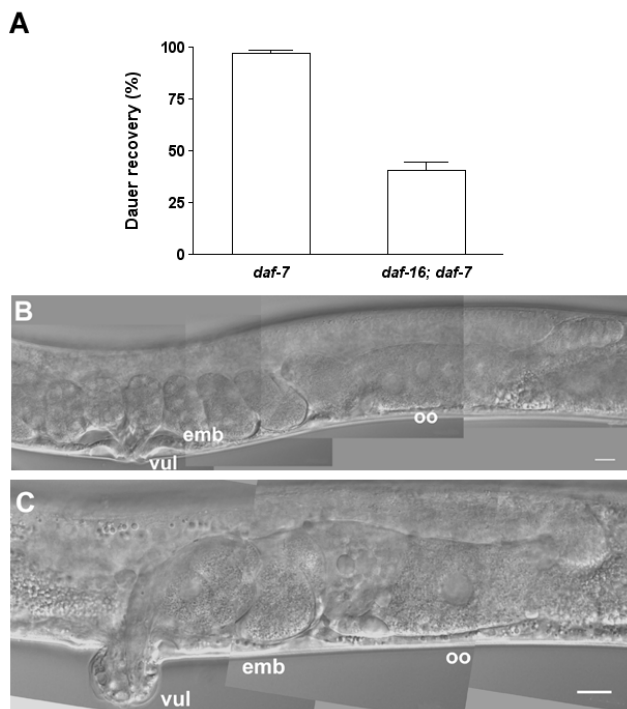 A
Dauer recovery (%)
100
75
50
25
0
daf-7
daf-16; daf-7
B
emb
oo
vul
C
emb
oo
vul